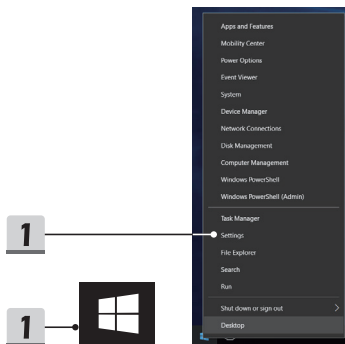 Apps and Features
Mobility Center
Power Options
Event Viewer
System
Device Manager
Network Connections
Disk Management
Computer Management
Windows PowerShell
Windows PowerShell (Admin)
Task Manager
1
Settings
File Explorer
Search
Run
Shut down or sign out
1
Desktop